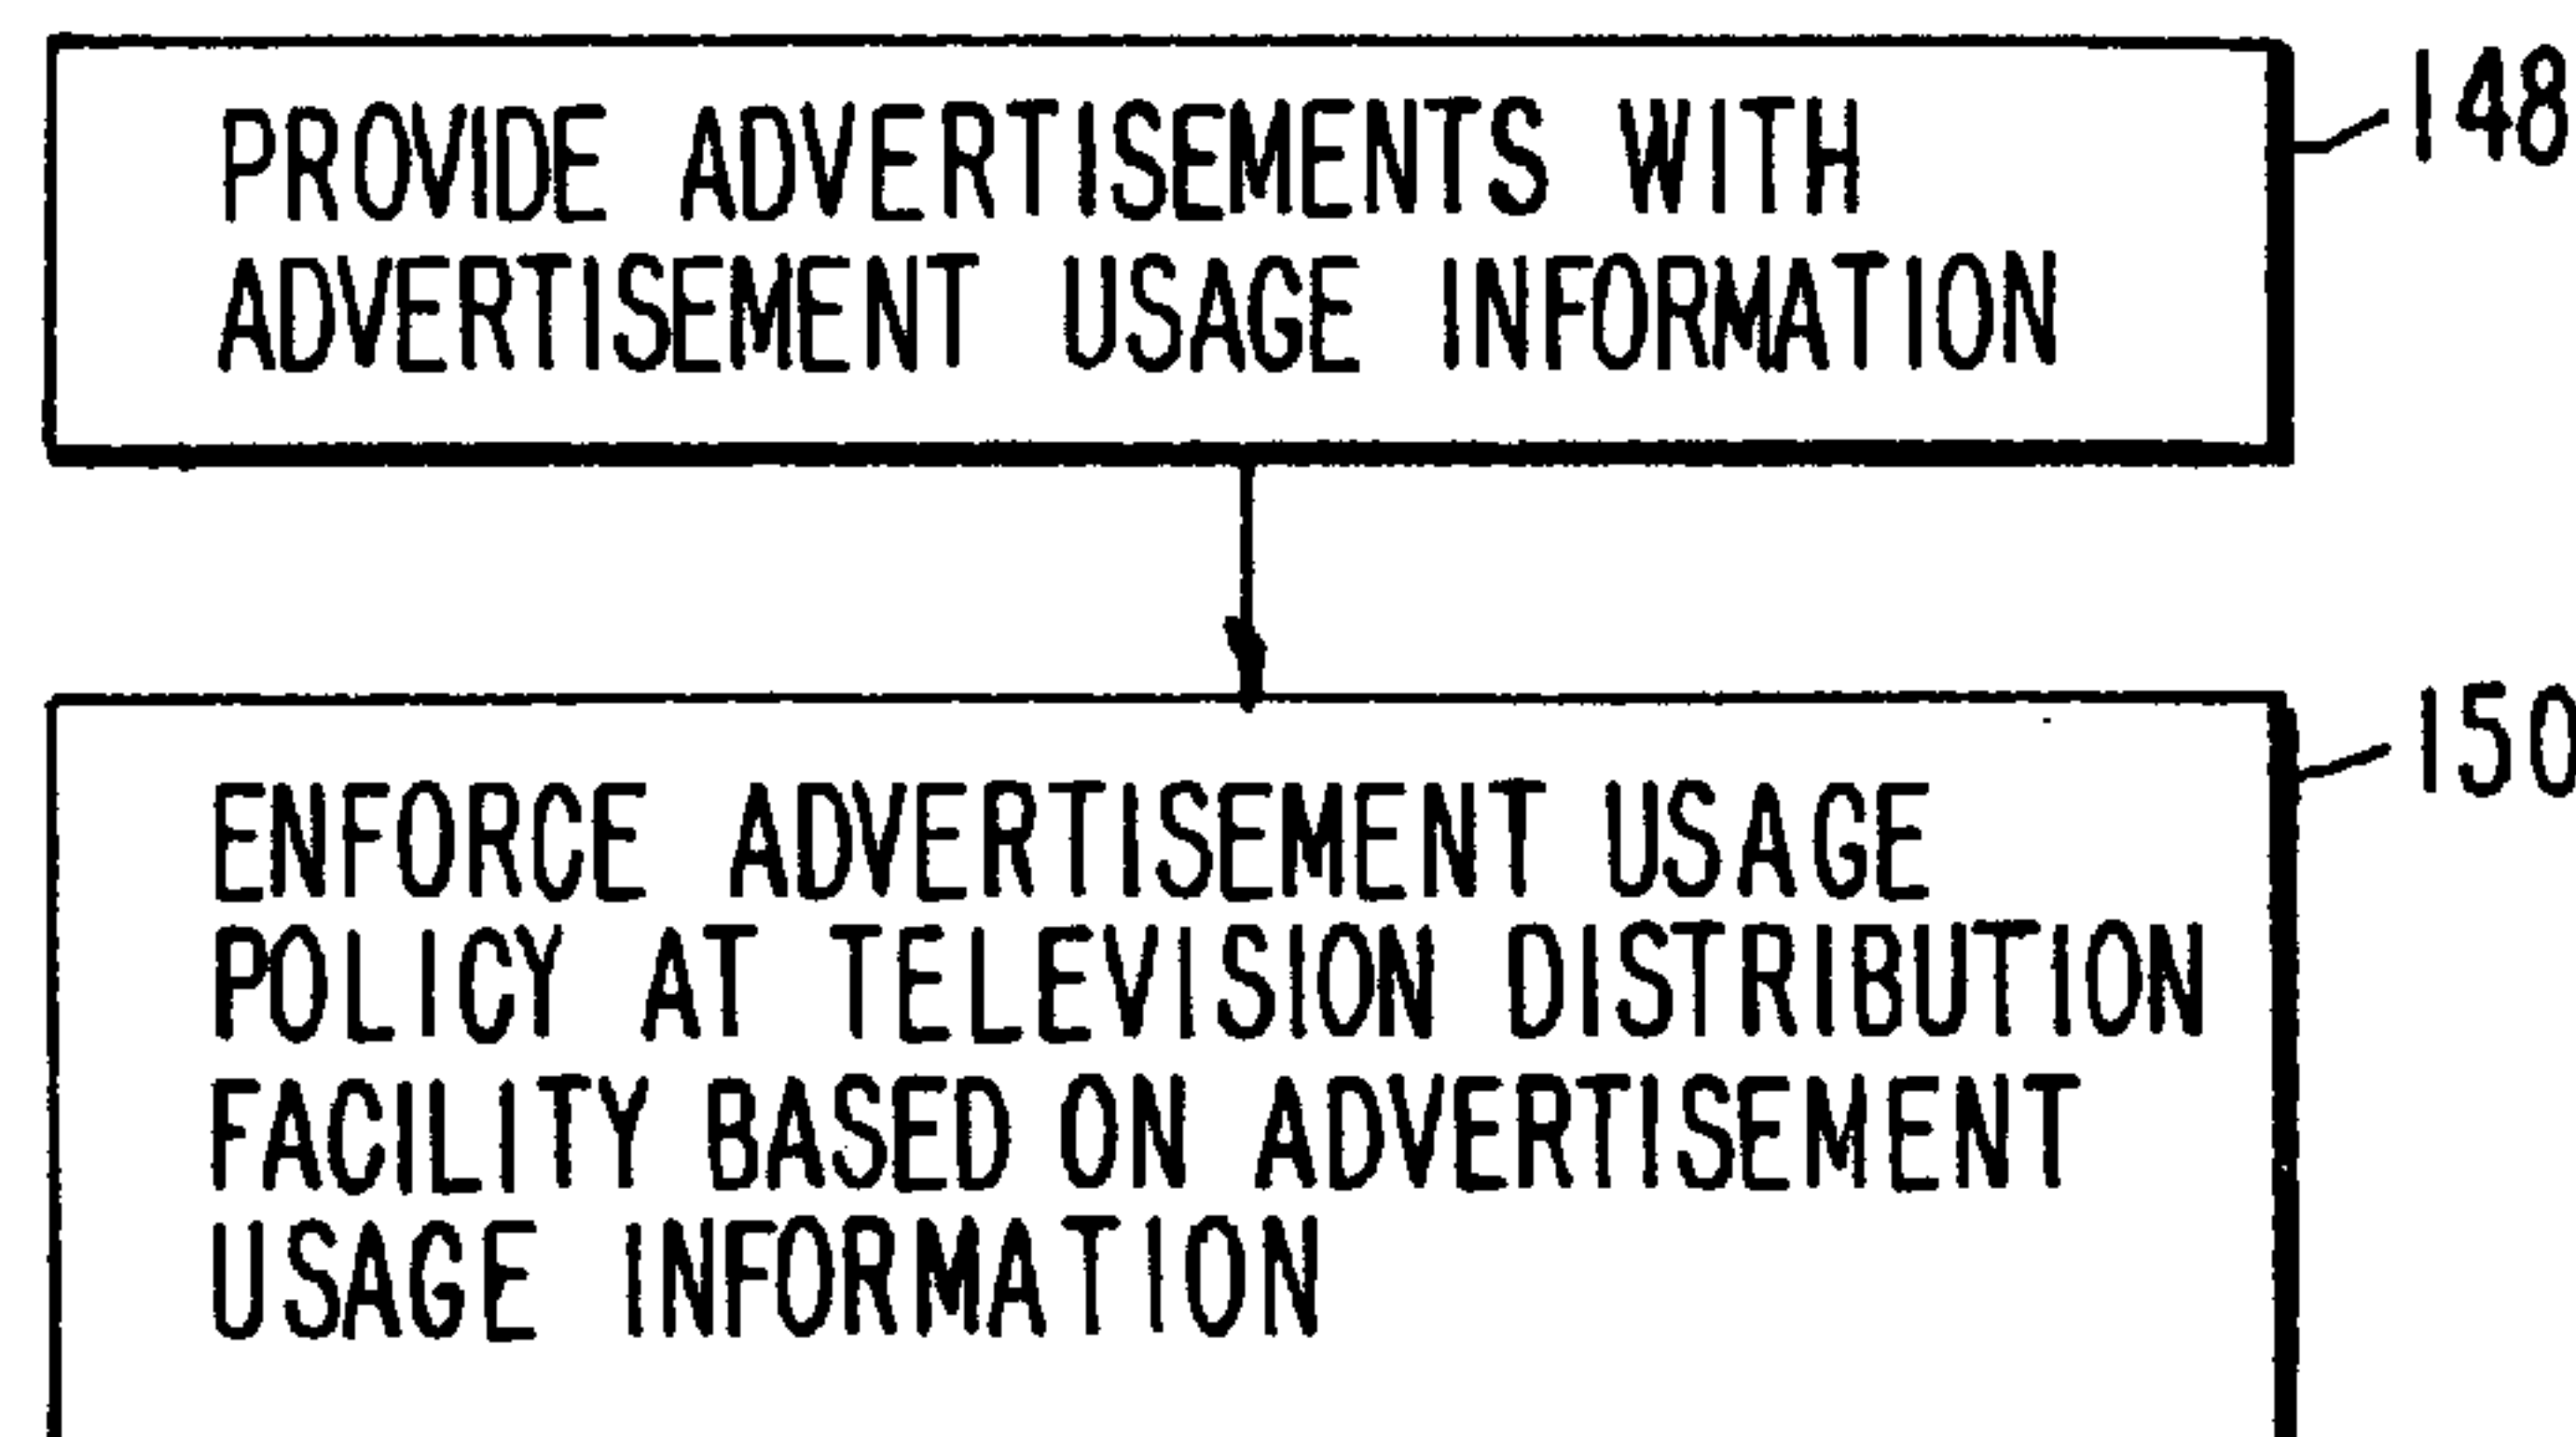 PROVIDE ADVERTISEMENTS WITH
ADVERTISEMENT USAGE INFORMATION
148
ENFORCE ADVERTISEMENT USAGE
POLICY AT TELEVISION DISTRIBUTION
FACILITY BASED ON ADVERTISEMENT
USAGE INFORMATION
150